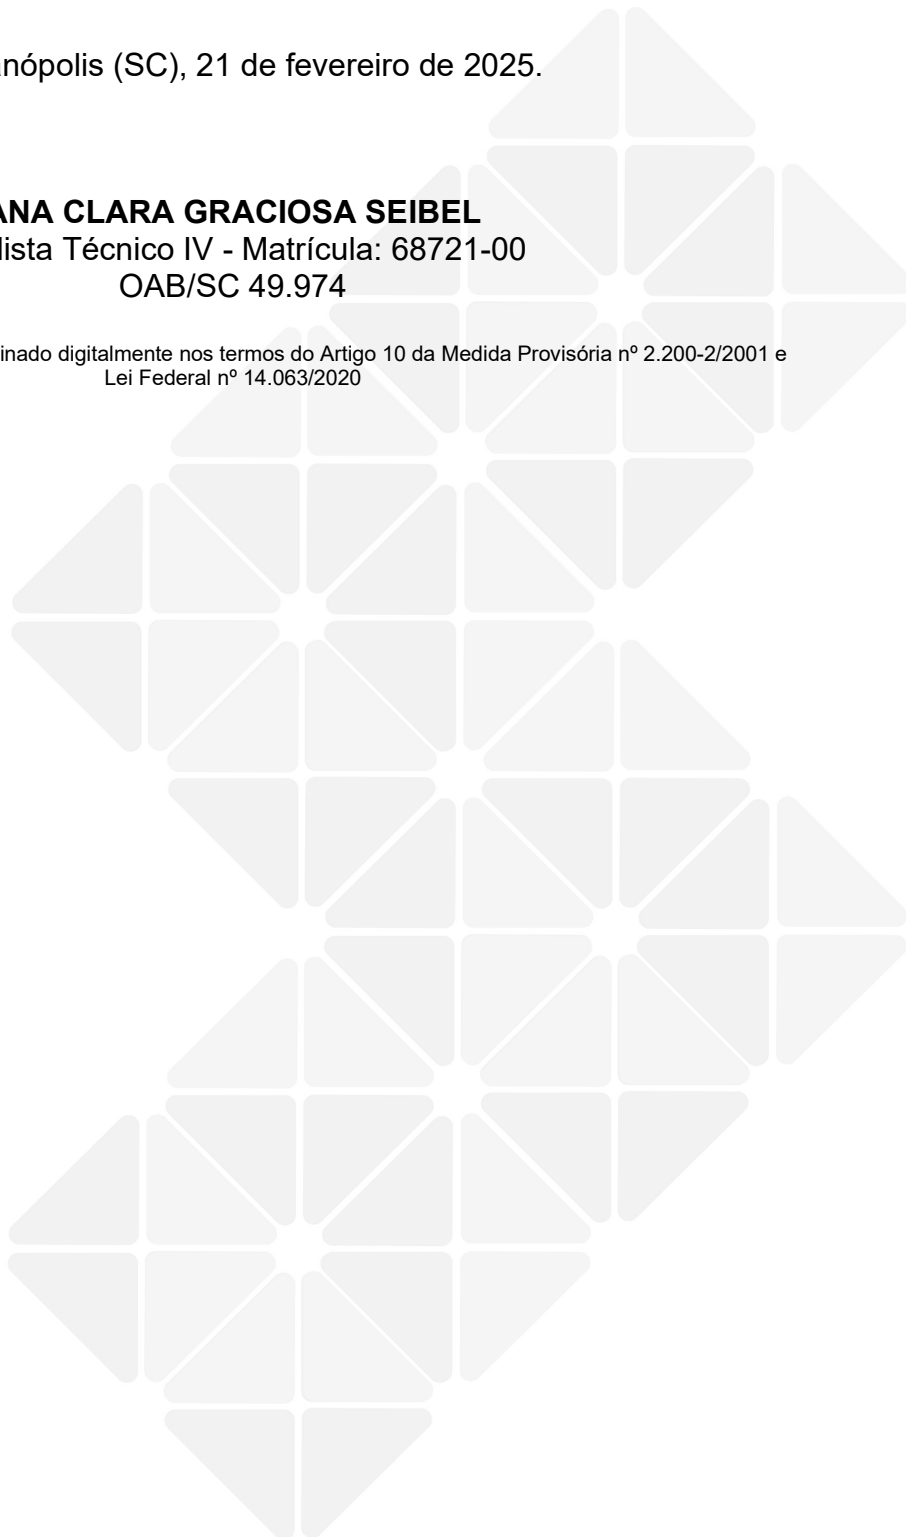 nópolis (SC), 21 de fevereiro de 2025.
ANA CLARA GRACIOSA SEIBEL
lista Técnico IV - Matrícula: 68721-00
OAB/SC 49.974
inado digitalmente nos termos do Artigo 10 da Medida Provisória nº 2.200-2/2001 e
Lei Federal nº 14.063/2020